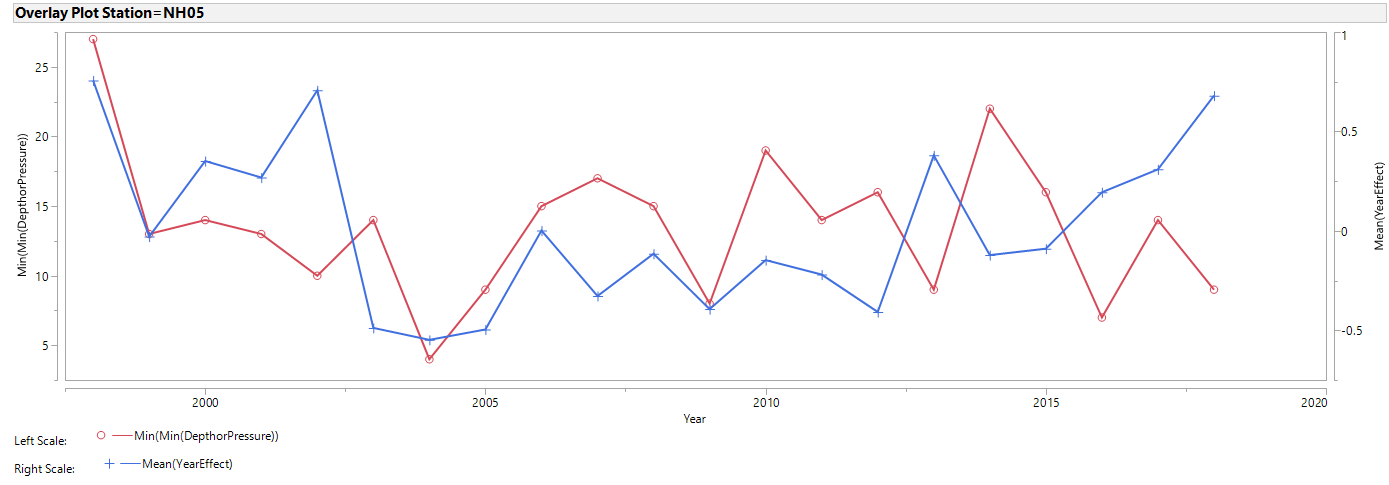 Overlay Plot Station=NH05
Min(Min(DepthorPressure))
25
20
15
10
5
1
0.5
0
-0.5
Mean(YearEffect)
2000
2005
2010
2015
2020
Year
Left Scale: Min(Min(DepthorPressure))
Right Scale: Mean(YearEffect)